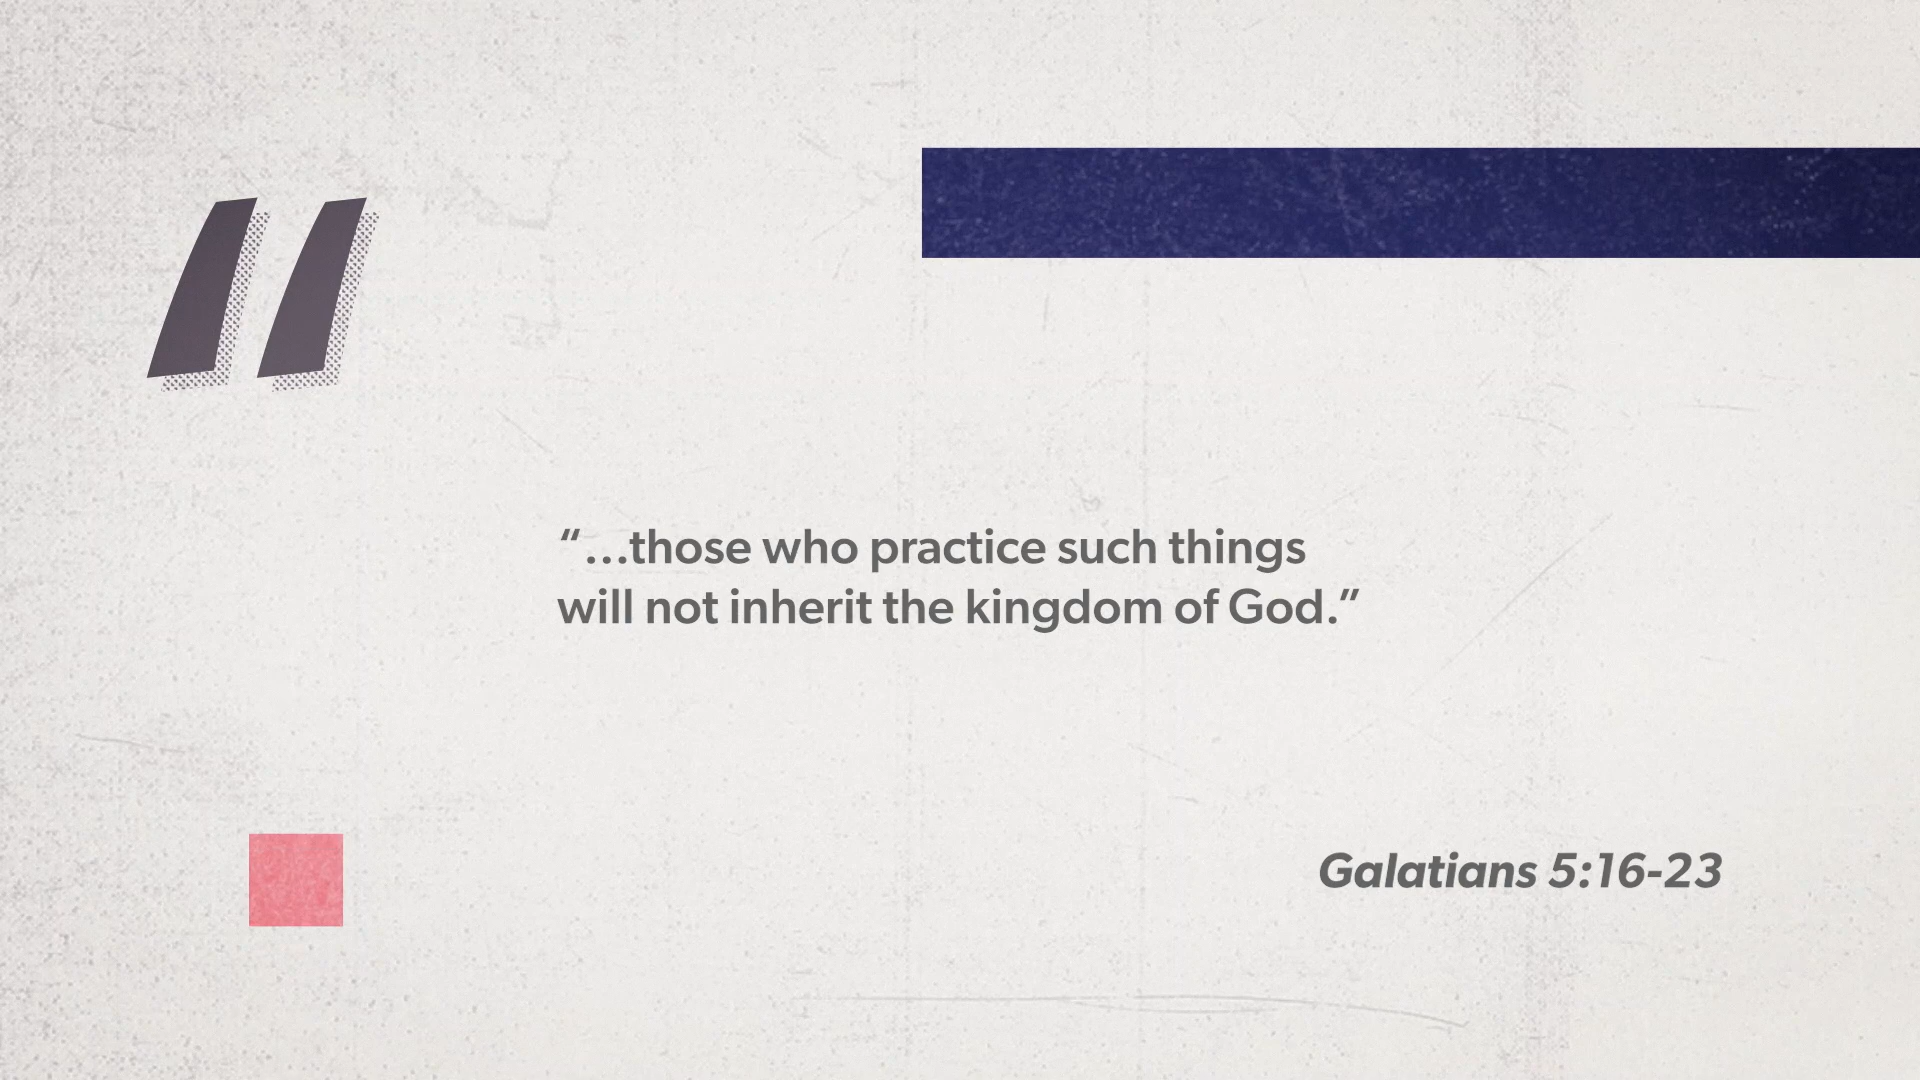 “…those who practice such things
will not inherit the kingdom of God.”
Galatians 5:16-23